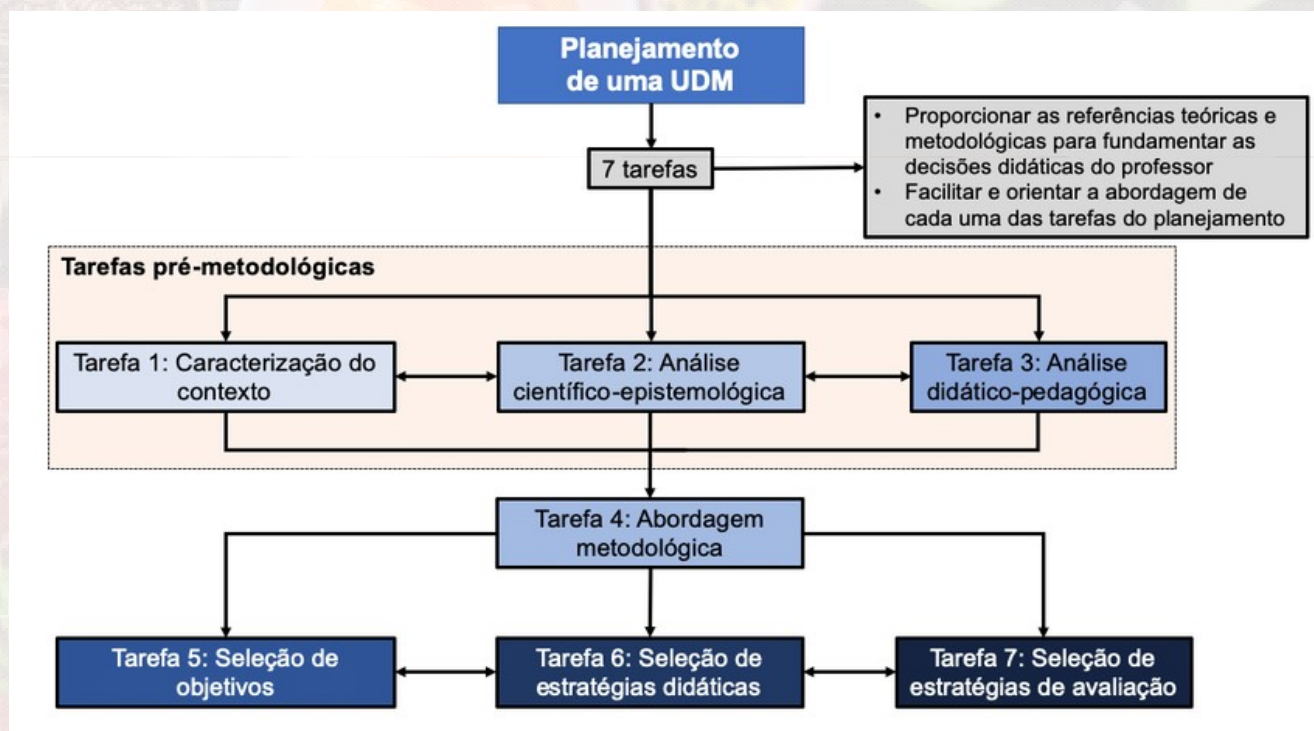 Planejamento
de uma UDM
7 tarefas
• Proporcionar as referências teóricas e
metodológicas para fundamentar as
decisões didáticas do professor
• Facilitar e orientar a abordagem de
cada uma das tarefas do planejamento
Tarefas pré-metodológicas
Tarefa 1: Caracterização do
contexto
Tarefa 2: Análise
científico-epistemológica
Tarefa 3: Análise
didático-pedagógica
Tarefa 4: Abordagem
metodológica
Tarefa 5: Seleção de
objetivos
Tarefa 6: Seleção de
estratégias didáticas
Tarefa 7: Seleção de
estratégias de avaliação